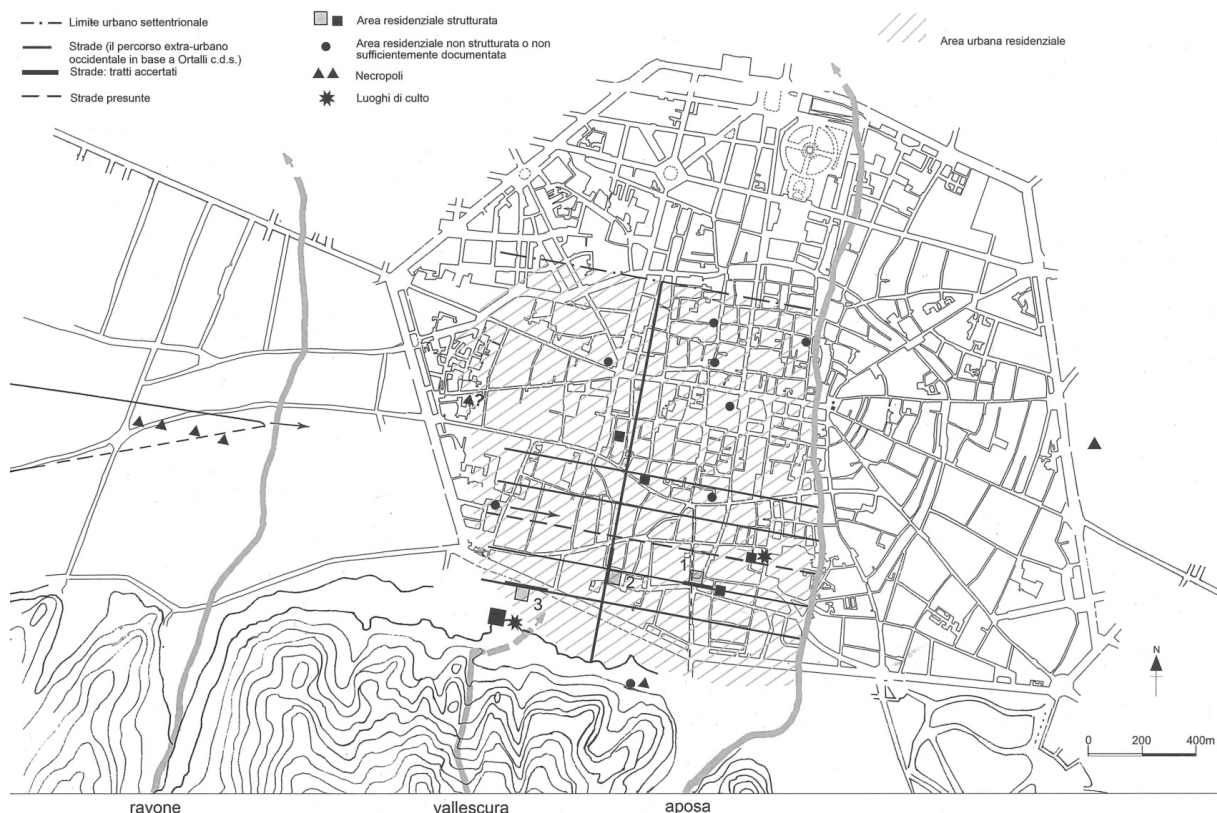 Limite urbano settentrionale
Strade (il percorso extra-urbano
occidentale in base a Ortalli c.d.s.)
Strade: tratti accertati
Strade presunte
Area residenziale strutturata
Area residenziale non strutturata o non
sufficientemente documentata
Necropoli
Luoghi di culto
Area urbana residenziale
?
1
2
3
N
0 200 400m
ravone
vallescura
aposa